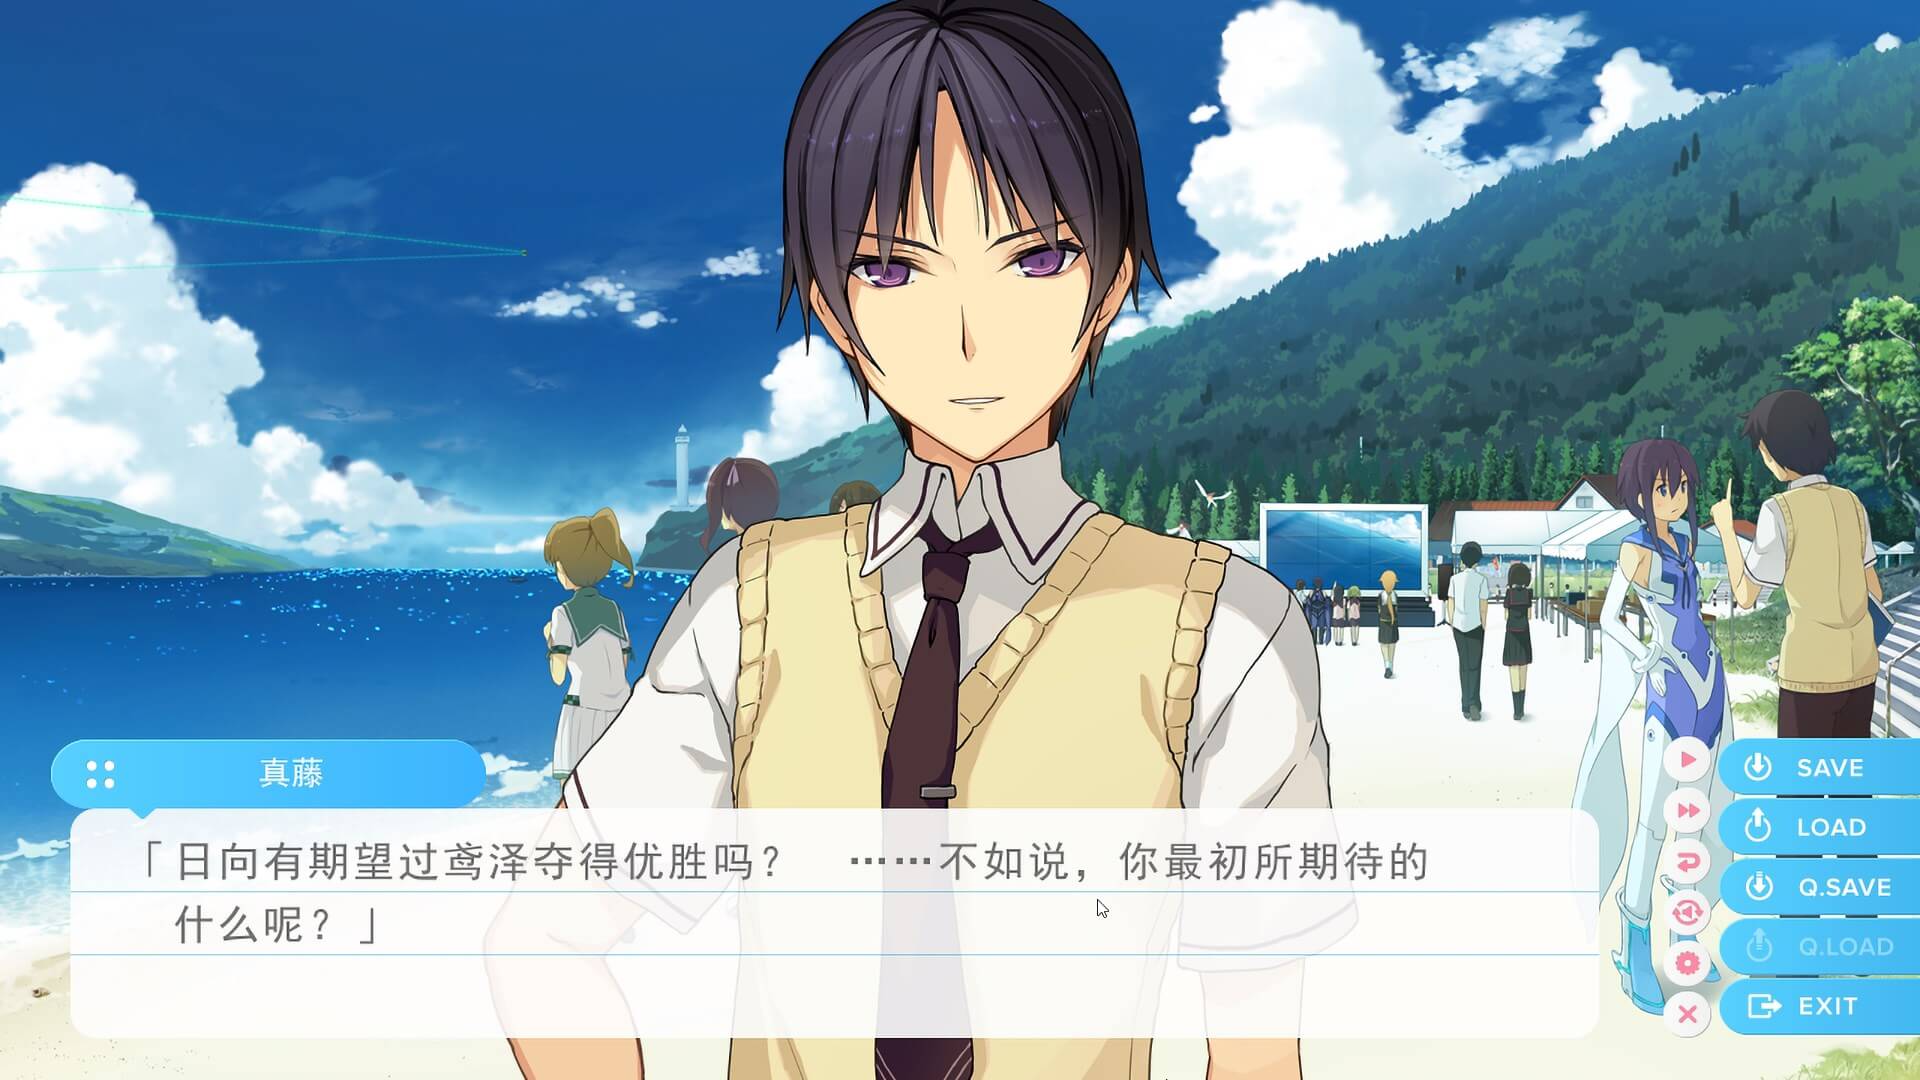 真藤
「日向有期望过鸢泽夺得优胜吗？　……不如说，你最初所期待的
什么呢？」
SAVE
LOAD
Q.SAVE
Q.LOAD
EXIT